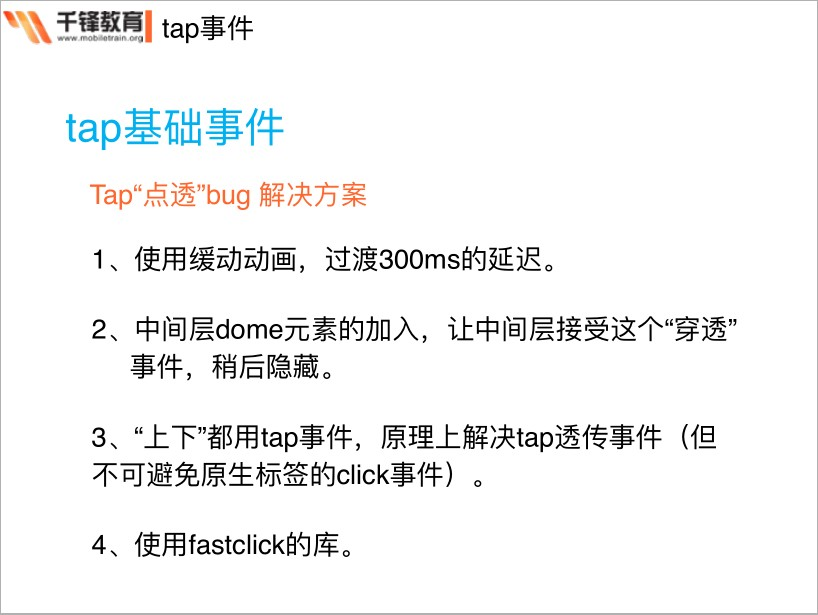 千锋教育
www.mobiletrain.org
tap事件
tap基础事件
Tap“点透”bug 解决方案
1、使用缓动动画，过渡300ms的延迟。
2、中间层dome元素的加入，让中间层接受这个“穿透”
事件，稍后隐藏。
3、“上下”都用tap事件，原理上解决tap透传事件（但
不可避免原生标签的click事件）。
4、使用fastclick的库。